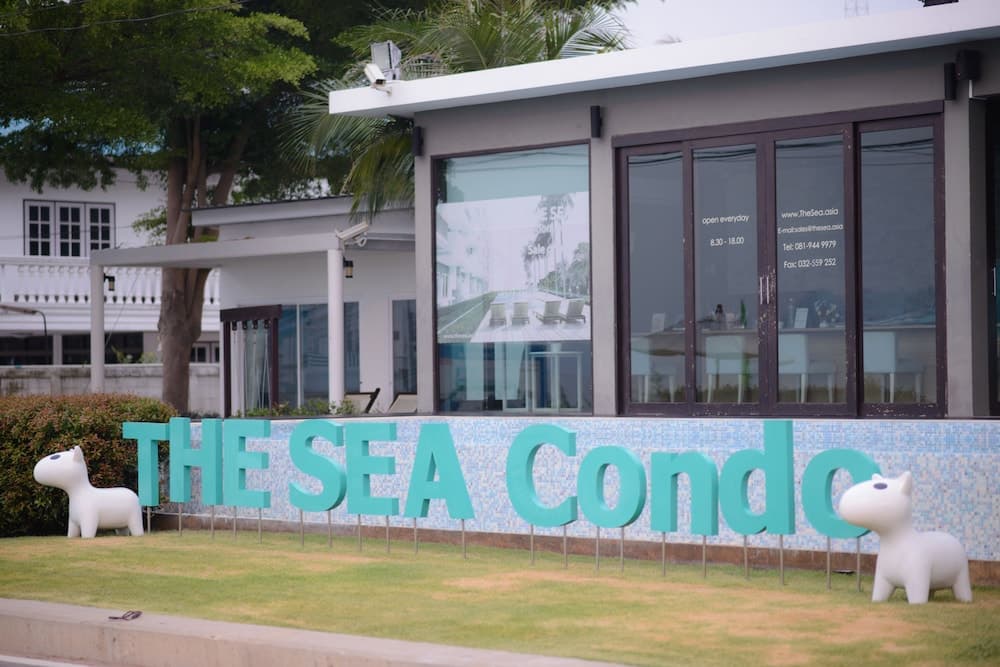 open everyday
8.30 - 18.00
www.TheSea.asia
E-mail:sales@thesea.asia
Tel: 081-944 9979
Fax: 032-559 252
THE SEA Condo